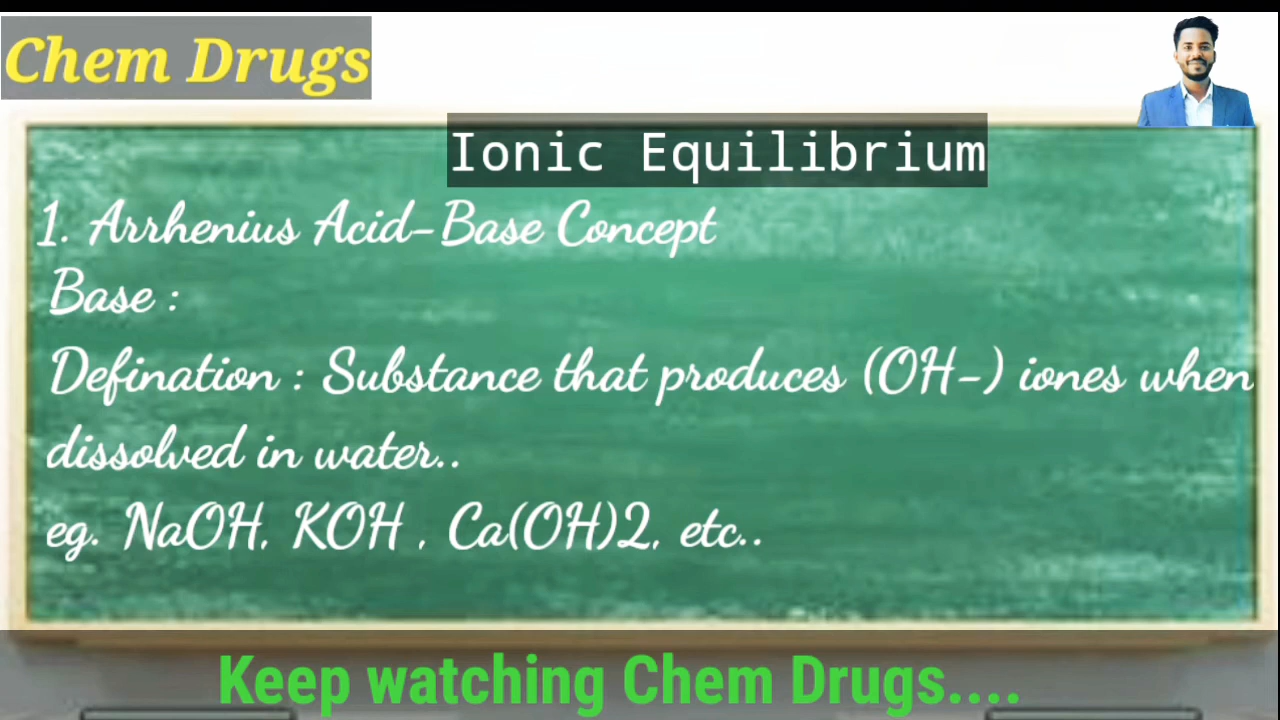 Chem Drugs
Ionic Equilibrium
1. Arrhenius Acid-Base Concept
Base :
Defination : Substance that produces (OH-) iones when
dissolved in water..
eg. NaOH, KOH , Ca(OH)2, etc..
Keep watching Chem Drugs....